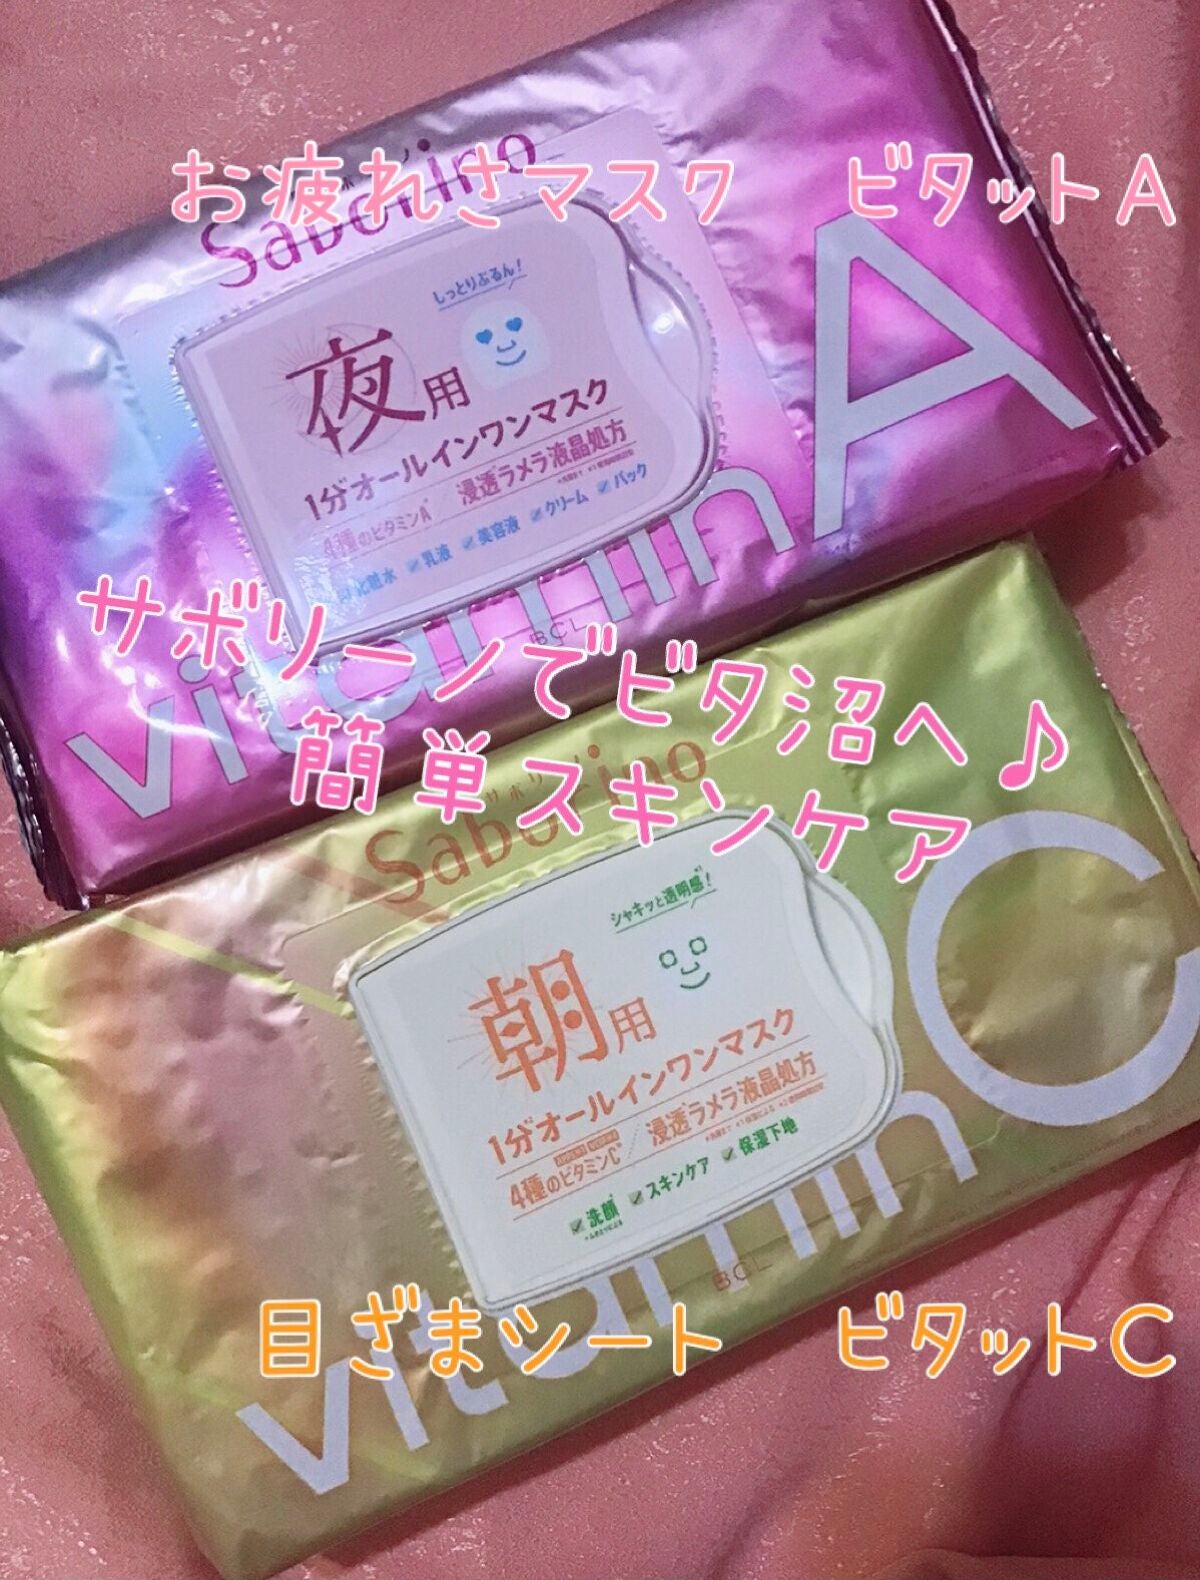 お疲れさマスク ビタットA
Saborino
しっとりぷるん!
夜用
1分オールインワンマスク
4種のビタミンA 浸透ラメラ液晶処方
化粧水 乳液 美容液 クリーム パック
vitamin A
BCL
サボリーノでビタ沼へ♪
簡単スキンケア
サボリーノ
Saborino
シャキッと透明感!
朝用
1分オールインワンマスク
4種のビタミンC 浸透ラメラ液晶処方
洗顔 スキンケア 保湿下地
vitamin C
BCL
目ざまシート ビタットC